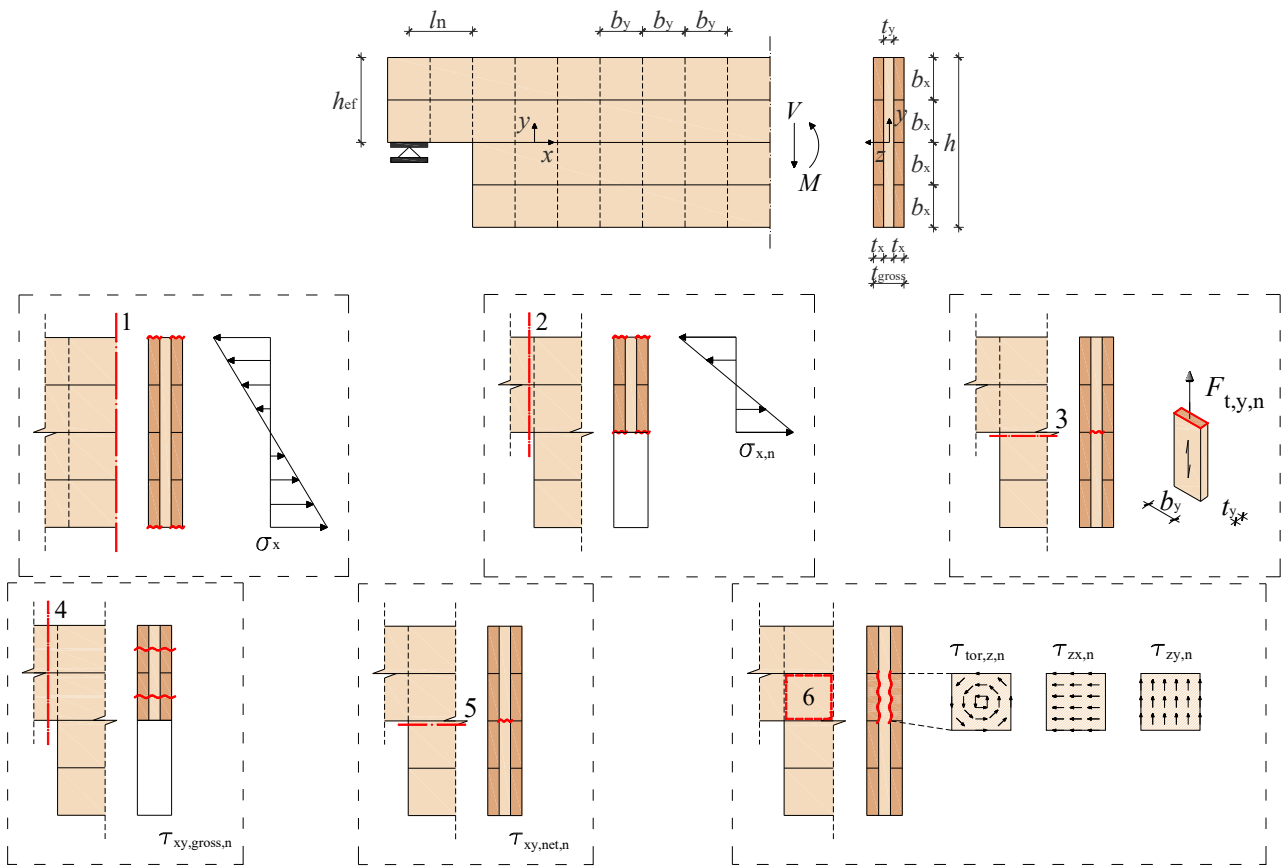 ln by by by ty
hef y x V M bx bx bx bx y z h
tx tx
tgross
1 σx
2 σx,n
3 Ft,y,n by ty
4 τxy,gross,n
5 τxy,net,n
6 τtor,z,n τzx,n τzy,n